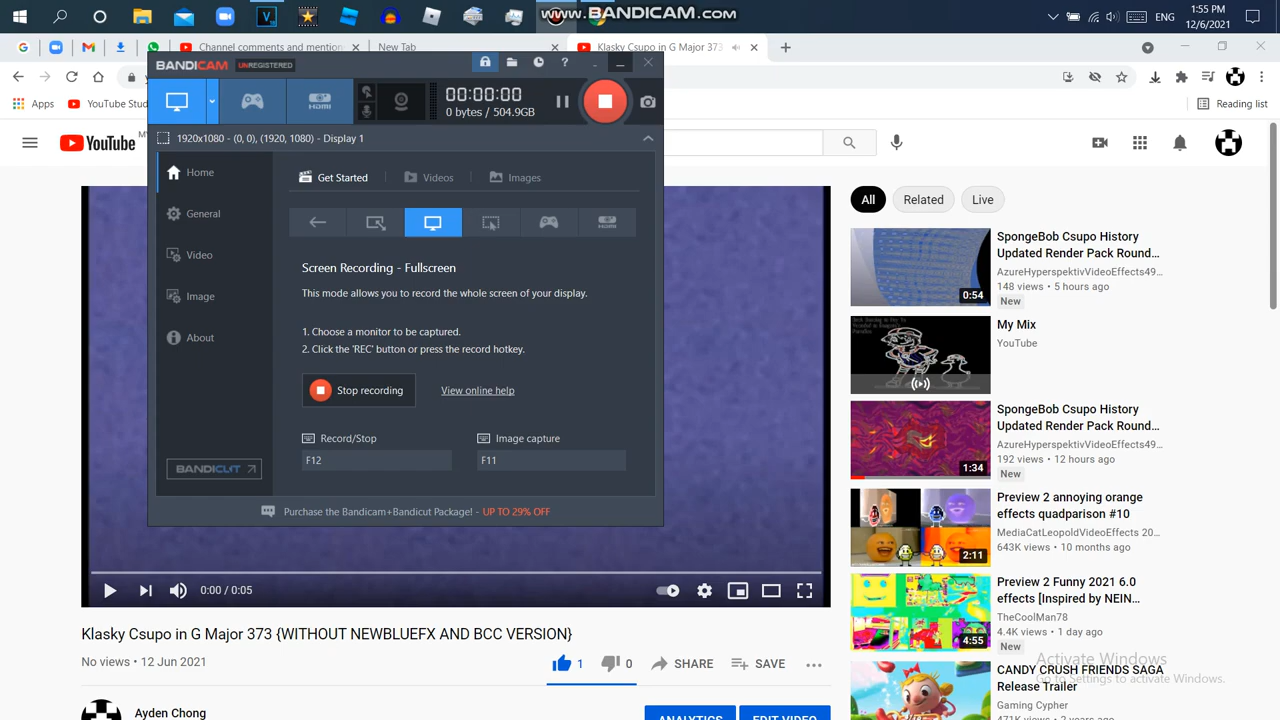 www.BANDICAM.com
1:55 PM
ENG
12/6/2021
Channel comments and mention
New Tab
Klasky Csupo in G Major 373
Apps
YouTube Stud
Reading list
BANDICAM UNREGISTERED
HDMI
00:00:00
0 bytes / 504.9GB
1920x1080 - (0, 0), (1920, 1080) - Display 1
Home
General
Video
Image
About
BANDICUT
Get Started
Videos
Images
HDMI
Screen Recording - Fullscreen
This mode allows you to record the whole screen of your display.
1. Choose a monitor to be captured.
2. Click the 'REC' button or press the record hotkey.
Stop recording
View online help
Record/Stop
Image capture
F12
F11
Purchase the Bandicam+Bandicut Package! - UP TO 29% OFF
YouTube
MY
0:00 / 0:05
Klasky Csupo in G Major 373 {WITHOUT NEWBLUEFX AND BCC VERSION}
No views • 12 Jun 2021
1
0
SHARE
SAVE
Ayden Chong
ANALYTICS
EDIT VIDEO
All
Related
Live
0:54
SpongeBob Csupo History
Updated Render Pack Round...
AzureHyperspektivVideoEffects49...
148 views • 5 hours ago
New
My Mix
YouTube
1:34
SpongeBob Csupo History
Updated Render Pack Round...
AzureHyperspektivVideoEffects49...
192 views • 12 hours ago
New
2:11
Preview 2 annoying orange
effects quadparison #10
MediaCatLeopoldVideoEffects 20...
643K views • 10 months ago
4:55
Preview 2 Funny 2021 6.0
effects [Inspired by NEIN...
TheCoolMan78
4.4K views • 1 day ago
New
CANDY CRUSH FRIENDS SAGA
Release Trailer
Gaming Cypher
471K views • 2 years ago
Activate Windows
Go to Settings to activate Windows.